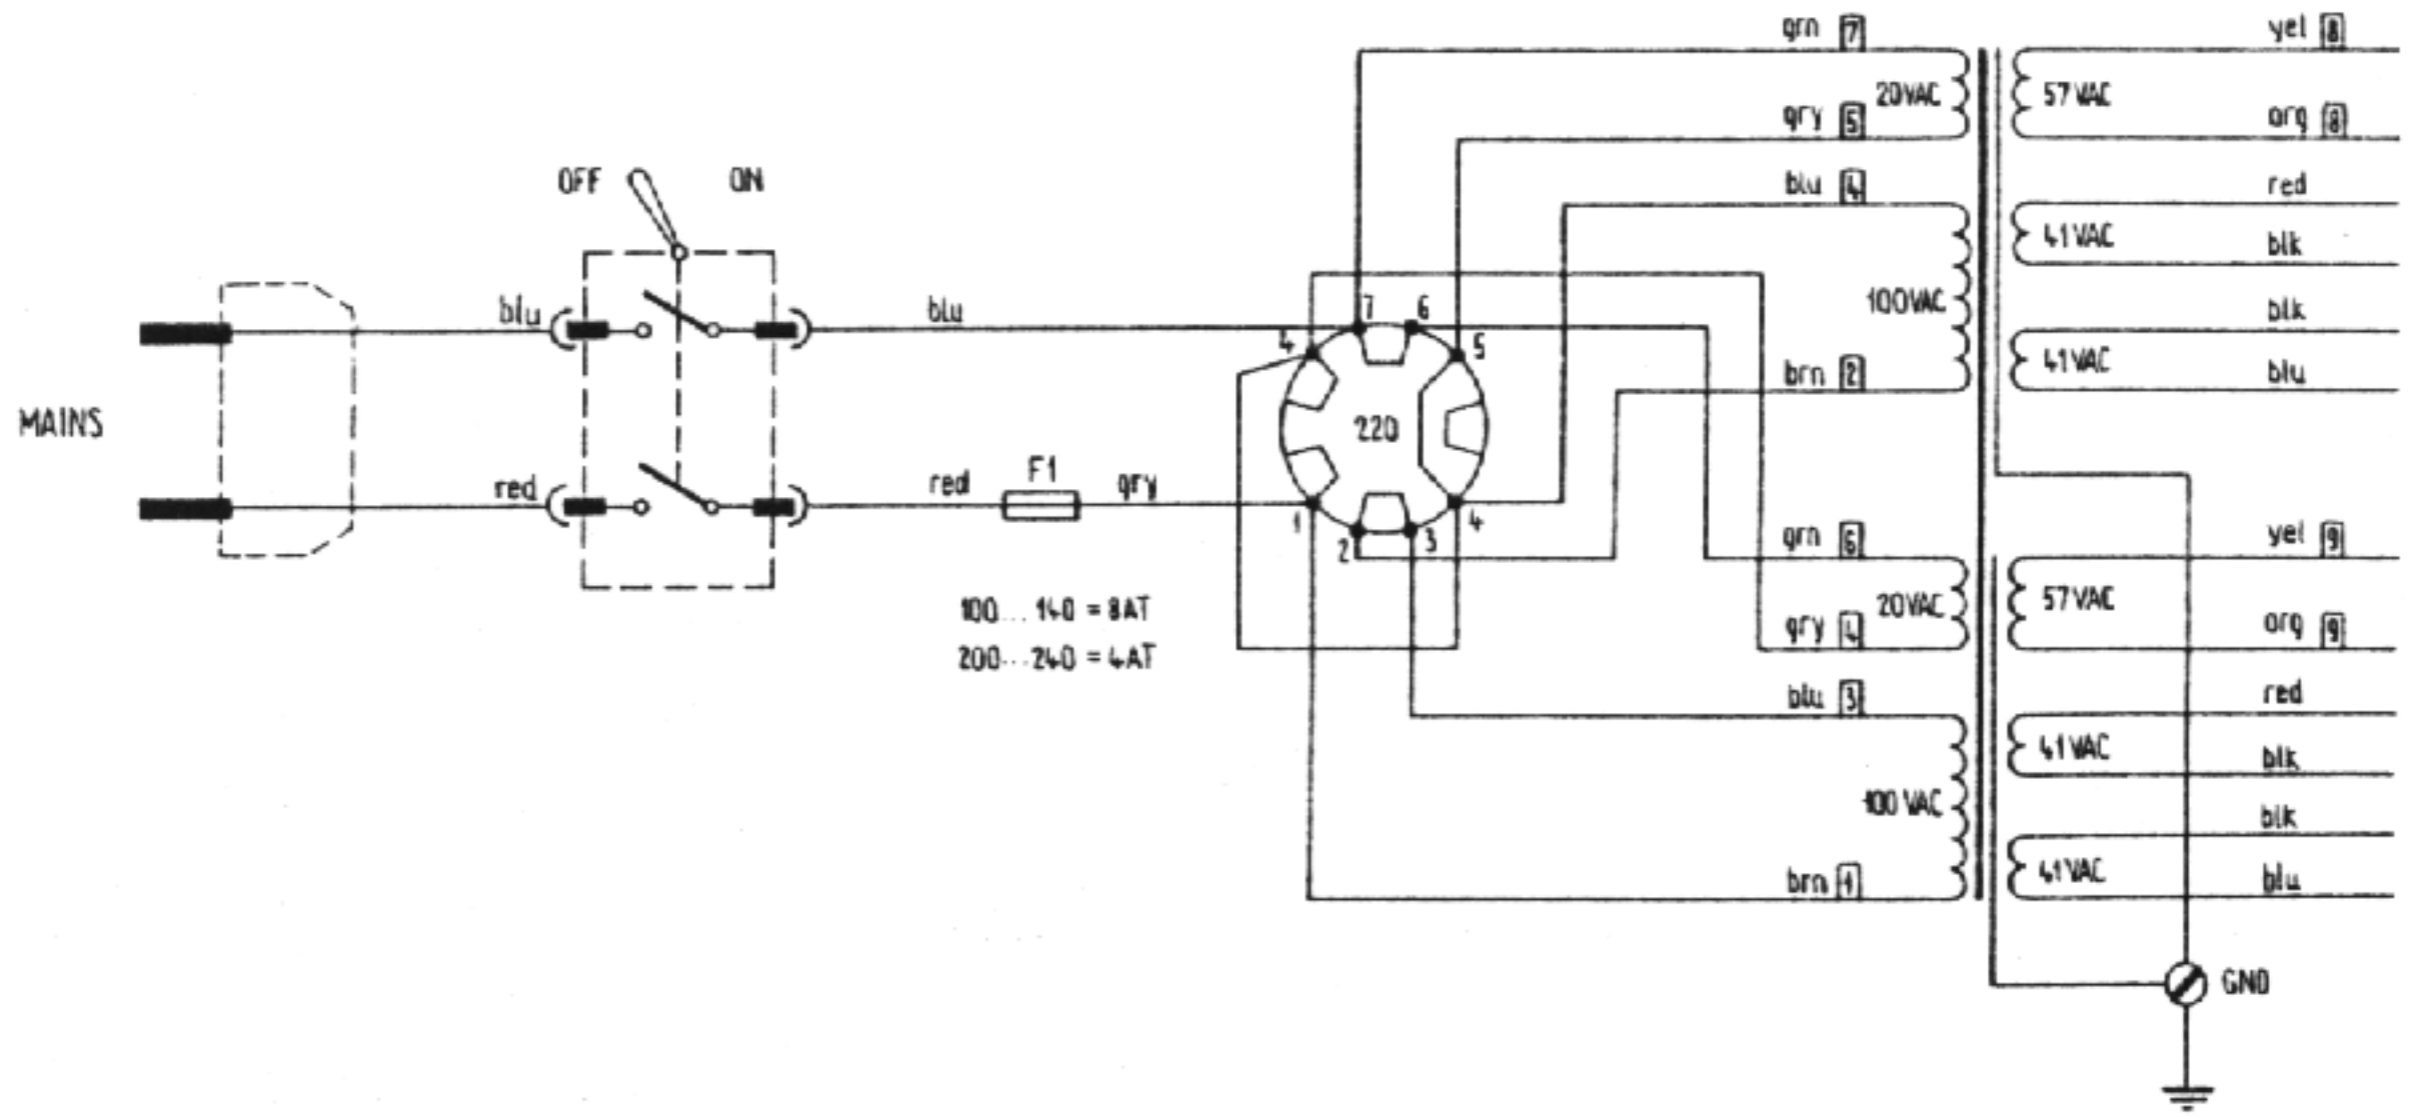 grn 7
yel 8
20VAC
57VAC
gry 5
org 8
OFF
ON
blu 4
red
41VAC
blk
blu
blu
100VAC
7
6
blk
4
5
41VAC
brn 2
blu
MAINS
220
red
red
F1
gry
1
4
2
3
grn 6
yel 9
100...140 = 8AT
20VAC
57VAC
200...240 = 4AT
gry 4
org 9
blu 3
red
41VAC
blk
100 VAC
blk
brn 1
41VAC
blu
GND